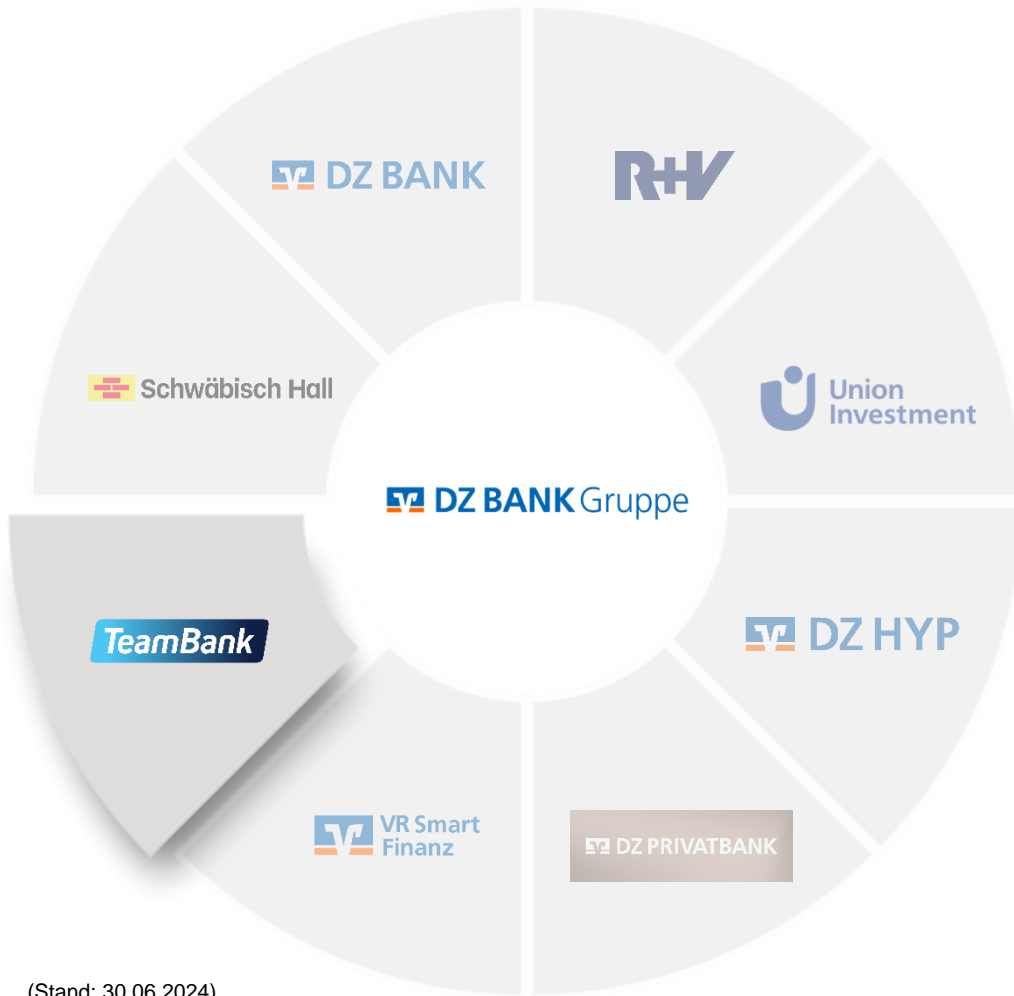 DZ BANK
R+V
Schwäbisch Hall
Union
Investment
DZ BANK Gruppe
TeamBank
DZ HYP
VR Smart
Finanz
DZ PRIVATBANK
(Stand: 30.06.2024)